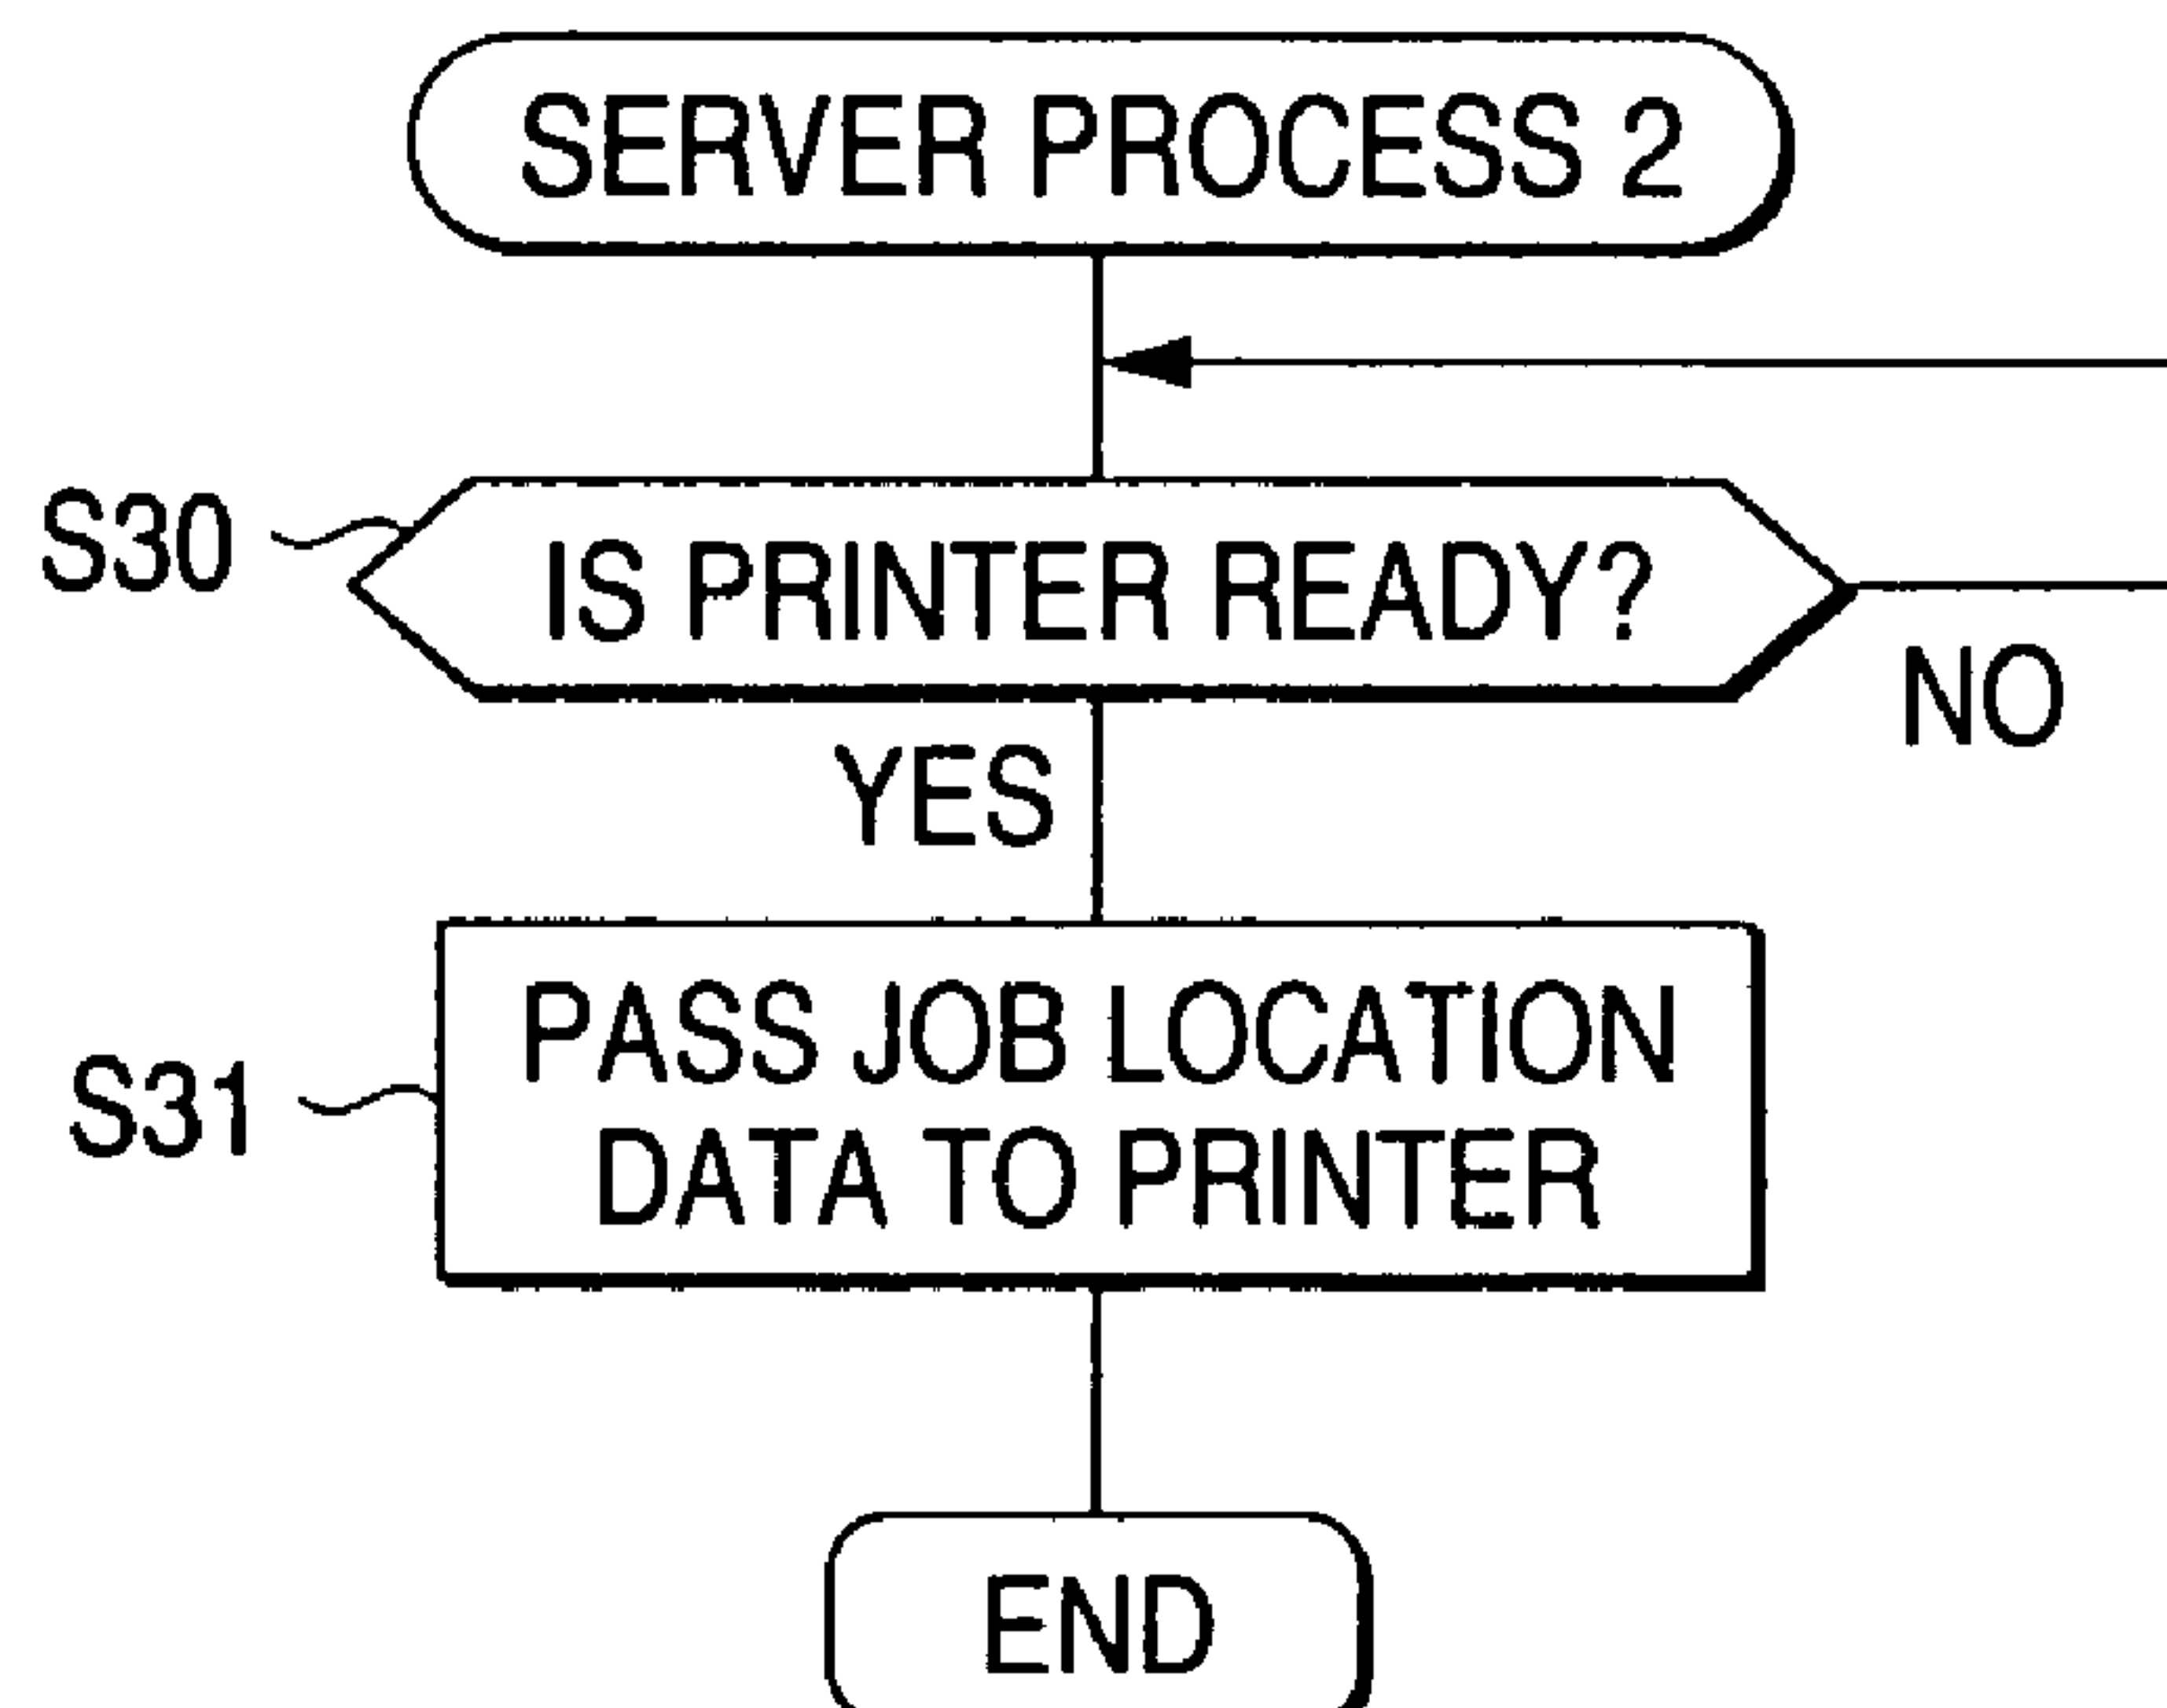 SERVER PROCESS 2
S30
IS PRINTER READY?
NO
YES
S31
PASS JOB LOCATION
DATA TO PRINTER
END